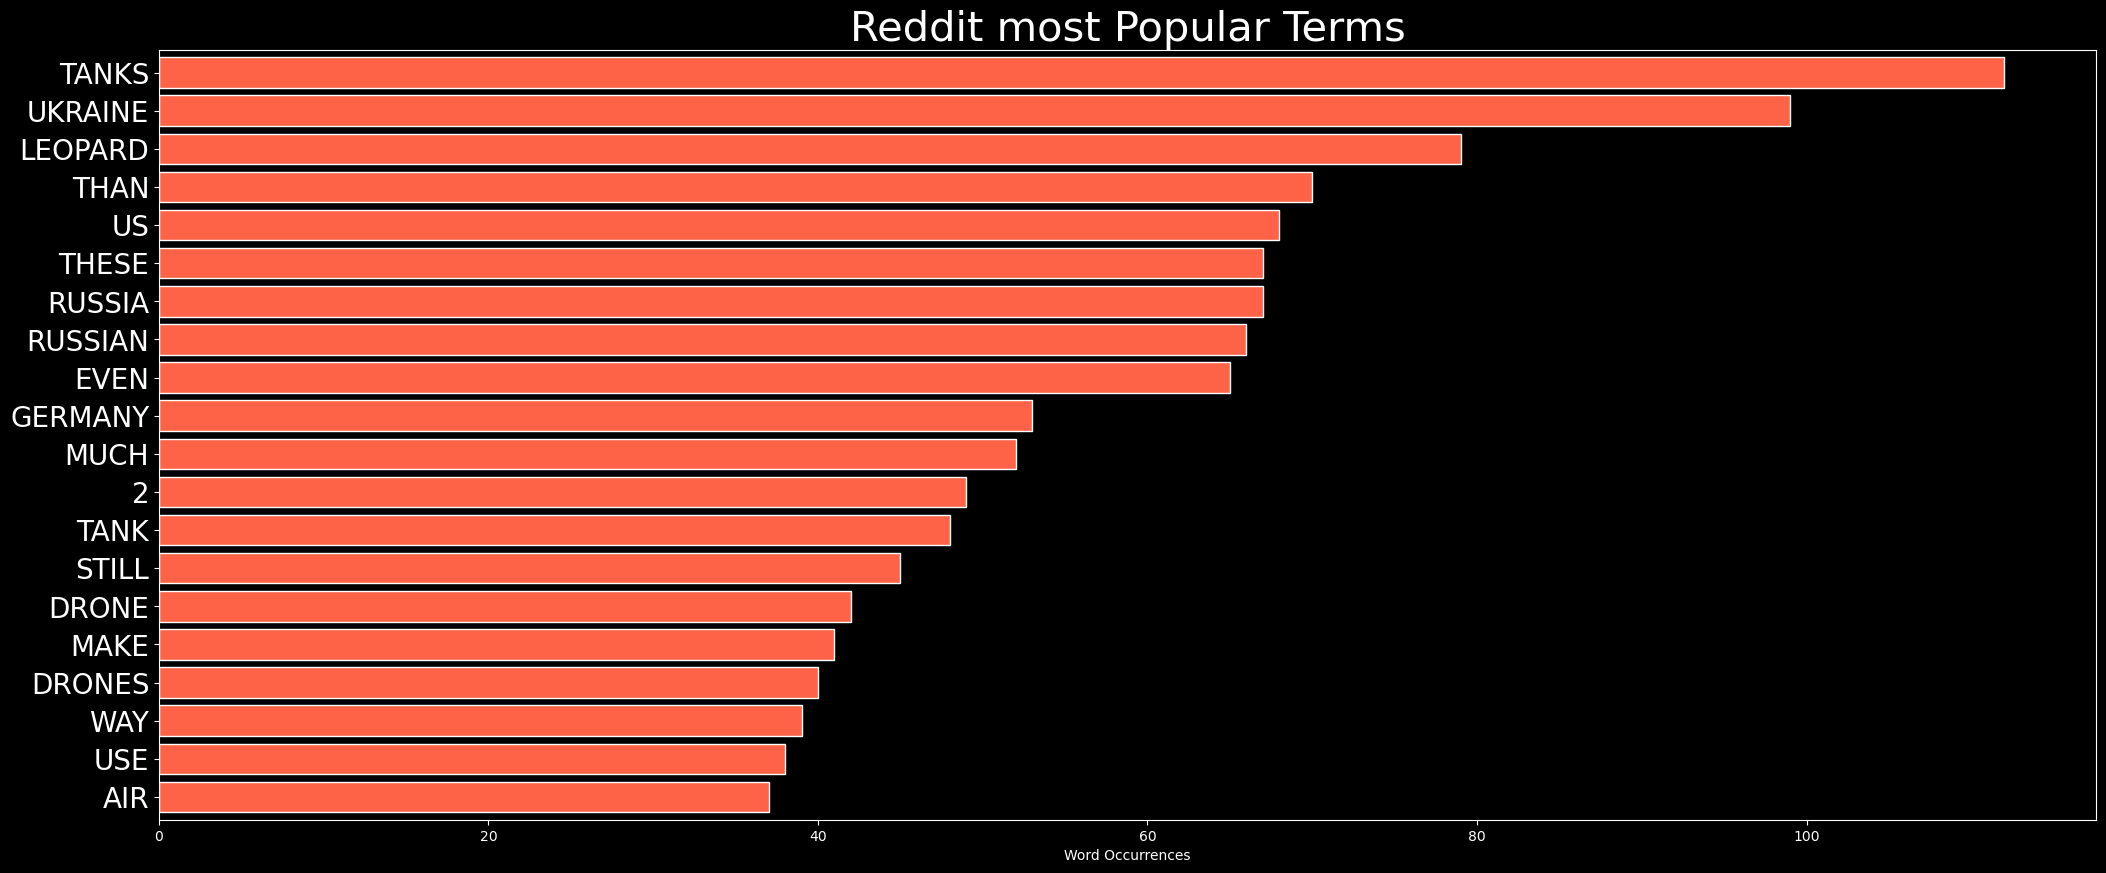 Reddit most Popular Terms
TANKS
UKRAINE
LEOPARD
THAN
US
THESE
RUSSIA
RUSSIAN
EVEN
GERMANY
MUCH
2
TANK
STILL
DRONE
MAKE
DRONES
WAY
USE
AIR
0 20 40 60 80 100
Word Occurrences